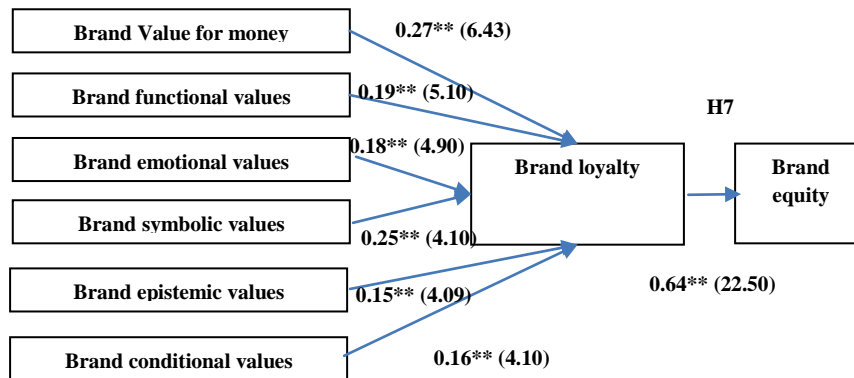 Brand Value for money
0.27** (6.43)
Brand functional values
0.19** (5.10)
H7
Brand emotional values
0.18** (4.90)
Brand loyalty
Brand
equity
Brand symbolic values
0.25** (4.10)
Brand epistemic values
0.15** (4.09)
0.64** (22.50)
Brand conditional values
0.16** (4.10)